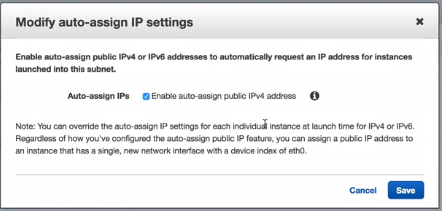 Modify auto-assign IP settings
Enable auto-assign public IPv4 or IPv6 addresses to automatically request an IP address for instances
launched into this subnet.
Auto-assign IPs Enable auto-assign public IPv4 address
Note: You can override the auto-assign IP settings for each individual instance at launch time for IPv4 or IPv6.
Regardless of how you've configured the auto-assign public IP feature, you can assign a public IP address to
an instance that has a single, new network interface with a device index of eth0.
Cancel Save